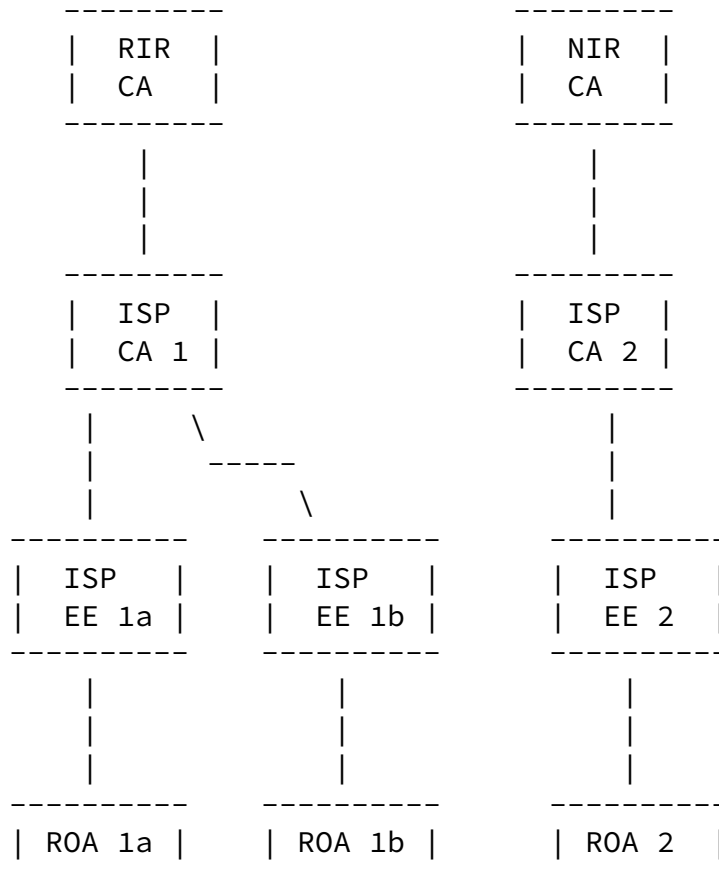 RIR NIR
CA CA
ISP ISP
CA 1 CA 2
ISP ISP ISP
EE 1a EE 1b EE 2
ROA 1a ROA 1b ROA 2